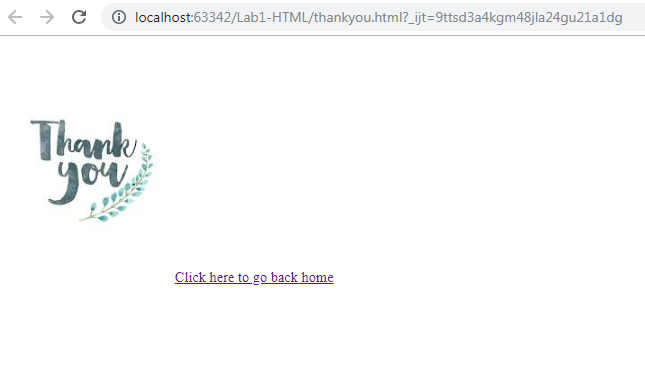 localhost:63342/Lab1-HTML/thankyou.html?_ijt=9ttsd3a4kgm48jla24gu21a1dg
Thank
you
Click here to go back home